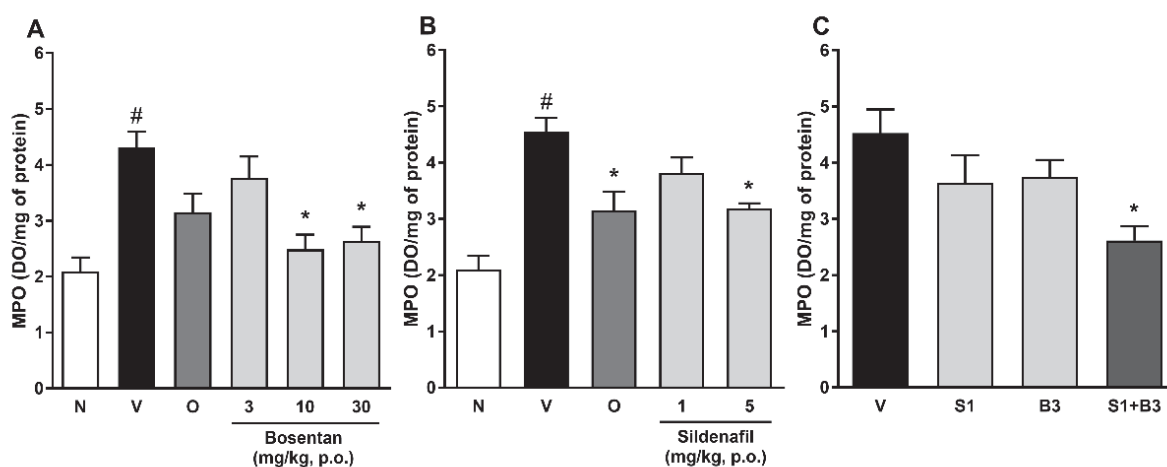 A
MPO (DO/mg of protein)
6
5
4
3
2
1
0
#
*
*
N V O 3 10 30
Bosentan
(mg/kg, p.o.)
B
MPO (DO/mg of protein)
6
5
4
3
2
1
0
#
*
*
N V O 1 5
Sildenafil
(mg/kg, p.o.)
C
MPO (DO/mg of protein)
6
5
4
3
2
1
0
*
V S1 B3 S1+B3